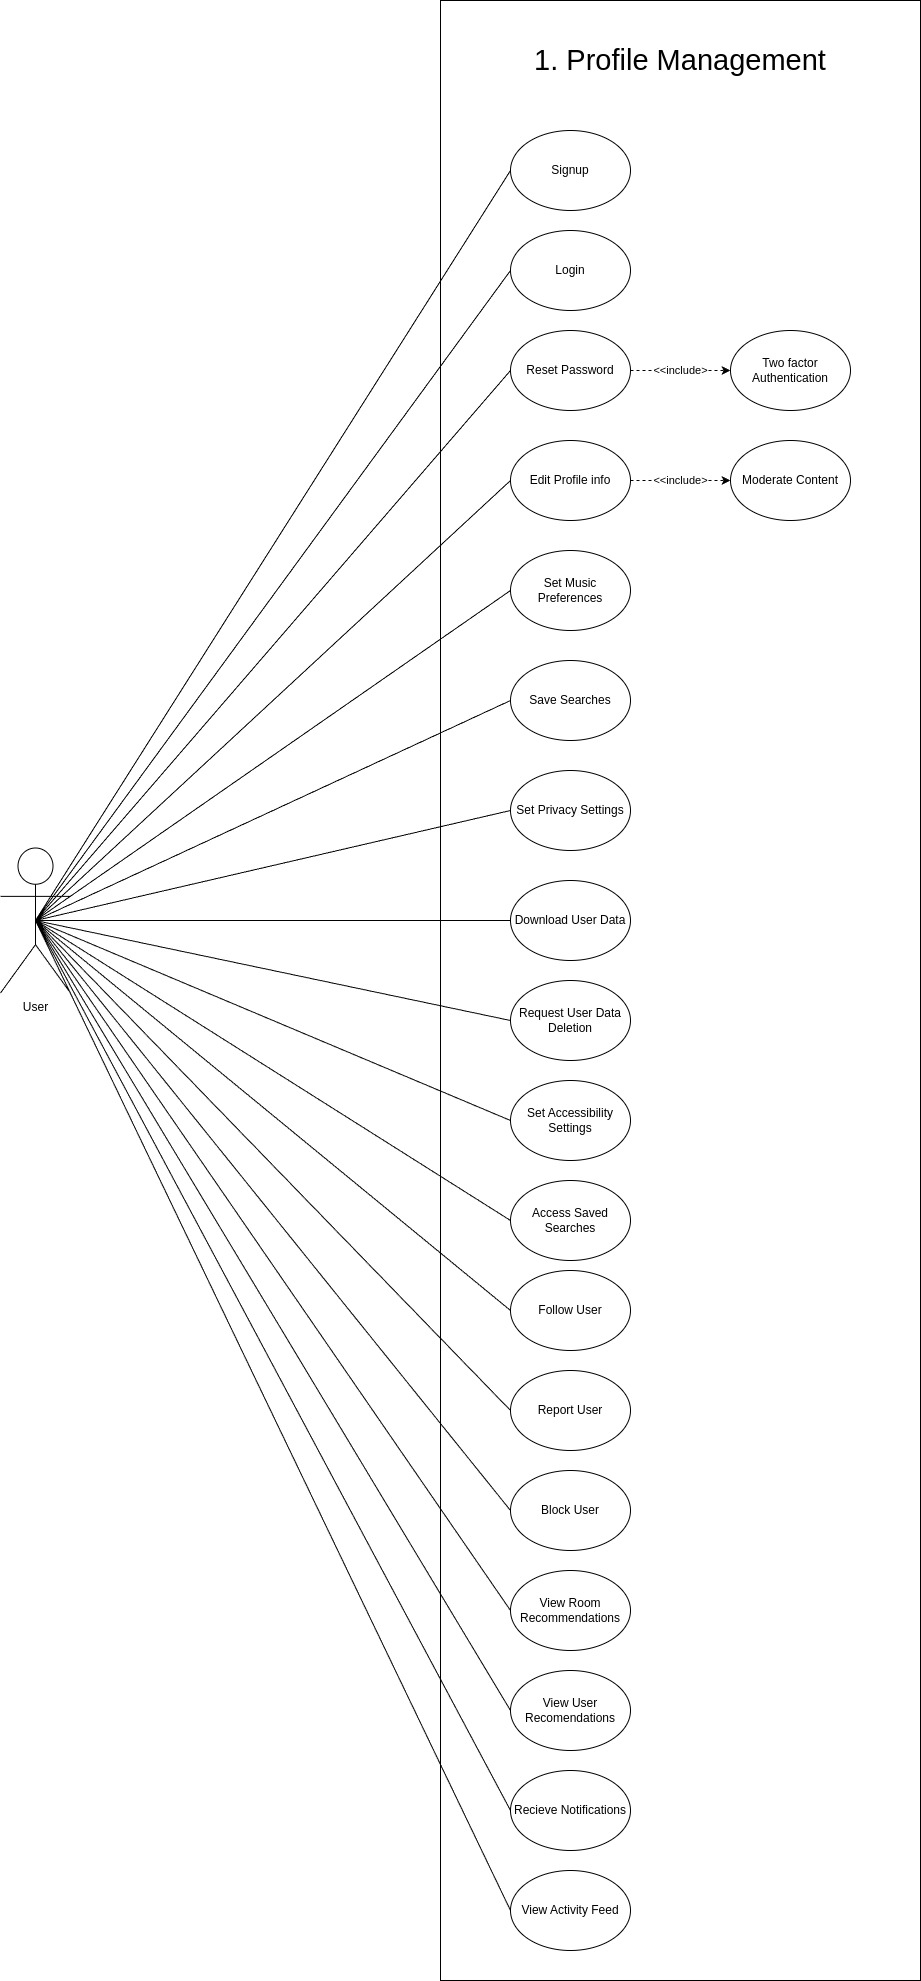 1. Profile Management
Signup
Login
Reset Password
<<include>
Two factor
Authentication
Edit Profile info
<<include>
Moderate Content
Set Music
Preferences
Save Searches
Set Privacy Settings
Download User Data
Request User Data
Deletion
Set Accessibility
Settings
Access Saved
Searches
Follow User
Report User
Block User
View Room
Recommendations
View User
Recomendations
Recieve Notifications
View Activity Feed
User